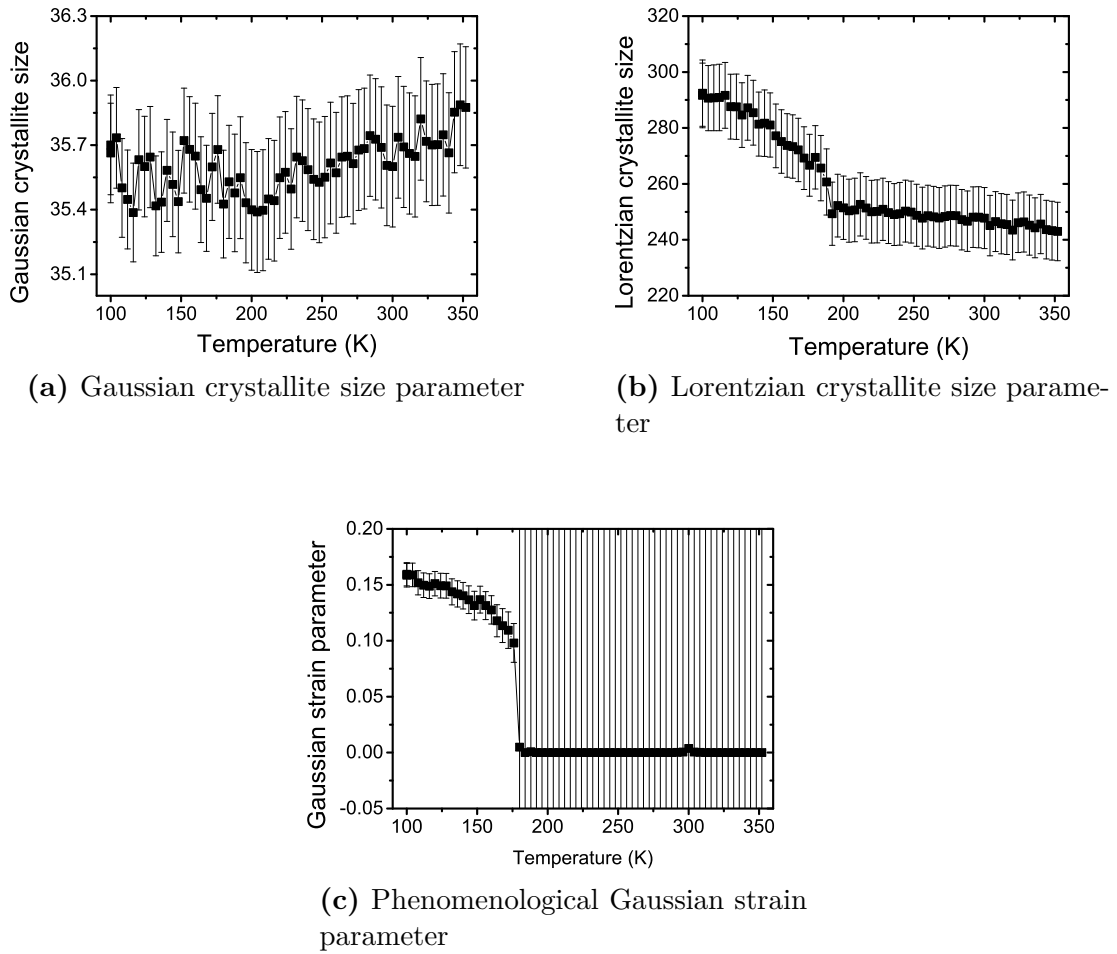 36.3
36.0
35.7
35.4
35.1
Gaussian crystallite size
100 150 200 250 300 350
Temperature (K)
(a) Gaussian crystallite size parameter
320
300
280
260
240
220
Lorentzian crystallite size
100 150 200 250 300 350
Temperature (K)
(b) Lorentzian crystallite size parame-
ter
0.20
0.15
0.10
0.05
0.00
-0.05
Gaussian strain parameter
100 150 200 250 300 350
Temperature (K)
(c) Phenomenological Gaussian strain
parameter